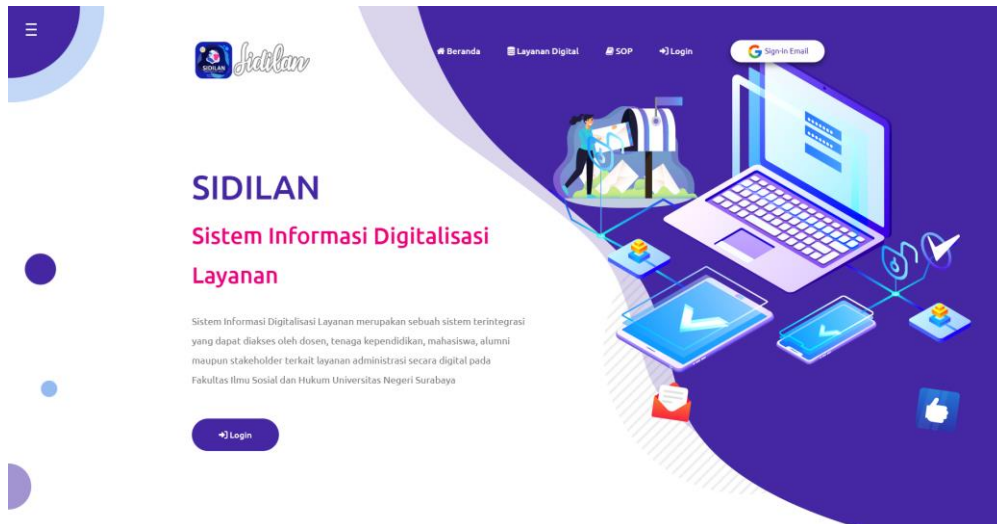 SIDILAN
Sidilan
Beranda
Layanan Digital
SOP
Login
Sign-In Email
SIDILAN
Sistem Informasi Digitalisasi
Layanan
Sistem Informasi Digitalisasi Layanan merupakan sebuah sistem terintegrasi
yang dapat diakses oleh dosen, tenaga kependidikan, mahasiswa, alumni
maupun stakeholder terkait layanan administrasi secara digital pada
Fakultas Ilmu Sosial dan Hukum Universitas Negeri Surabaya
Login